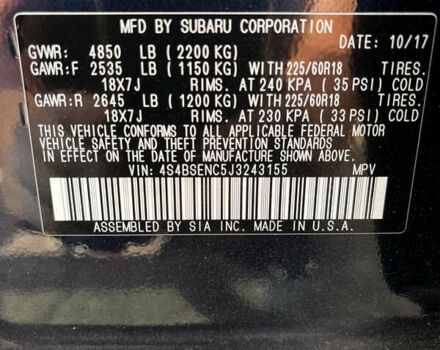 MFD BY SUBARU CORPORATION
DATE: 10/17
GVWR: 4850 LB (2200 KG)
GAWR:F 2535 LB (1150 KG) WITH 225/60R18 TIRES.
18X7J RIMS. AT 240 KPA (35 PSI) COLD
GAWR:R 2645 LB (1200 KG) WITH 225/60R18 TIRES.
18X7J RIMS. AT 230 KPA (33 PSI) COLD
THIS VEHICLE CONFORMS TO ALL APPLICABLE FEDERAL MOTOR
VEHICLE SAFETY AND THEFT PREVENTION STANDARDS
IN EFFECT ON THE DATE OF MANUFACTURE SHOWN ABOVE.
VIN: 4S4BSENC5J3243155 MPV
ASSEMBLED BY SIA INC. MADE IN U.S.A.